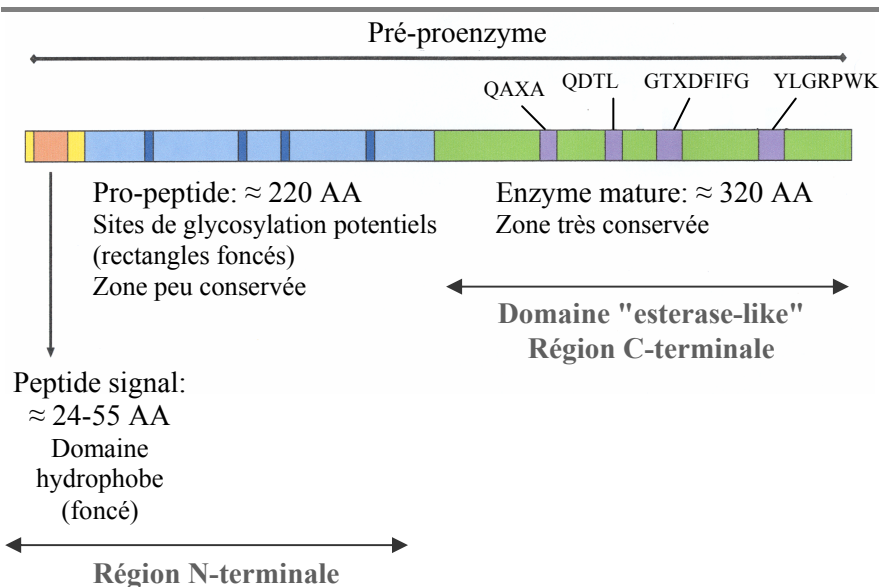 Pré-proenzyme
QAXA
QDTL
GTXDFIFG
YLGRPWK
Pro-peptide: ≈ 220 AA
Sites de glycosylation potentiels
(rectangles foncés)
Zone peu conservée
Enzyme mature: ≈ 320 AA
Zone très conservée
Domaine "esterase-like"
Région C-terminale
Peptide signal:
≈ 24-55 AA
Domaine
hydrophobe
(foncé)
Région N-terminale